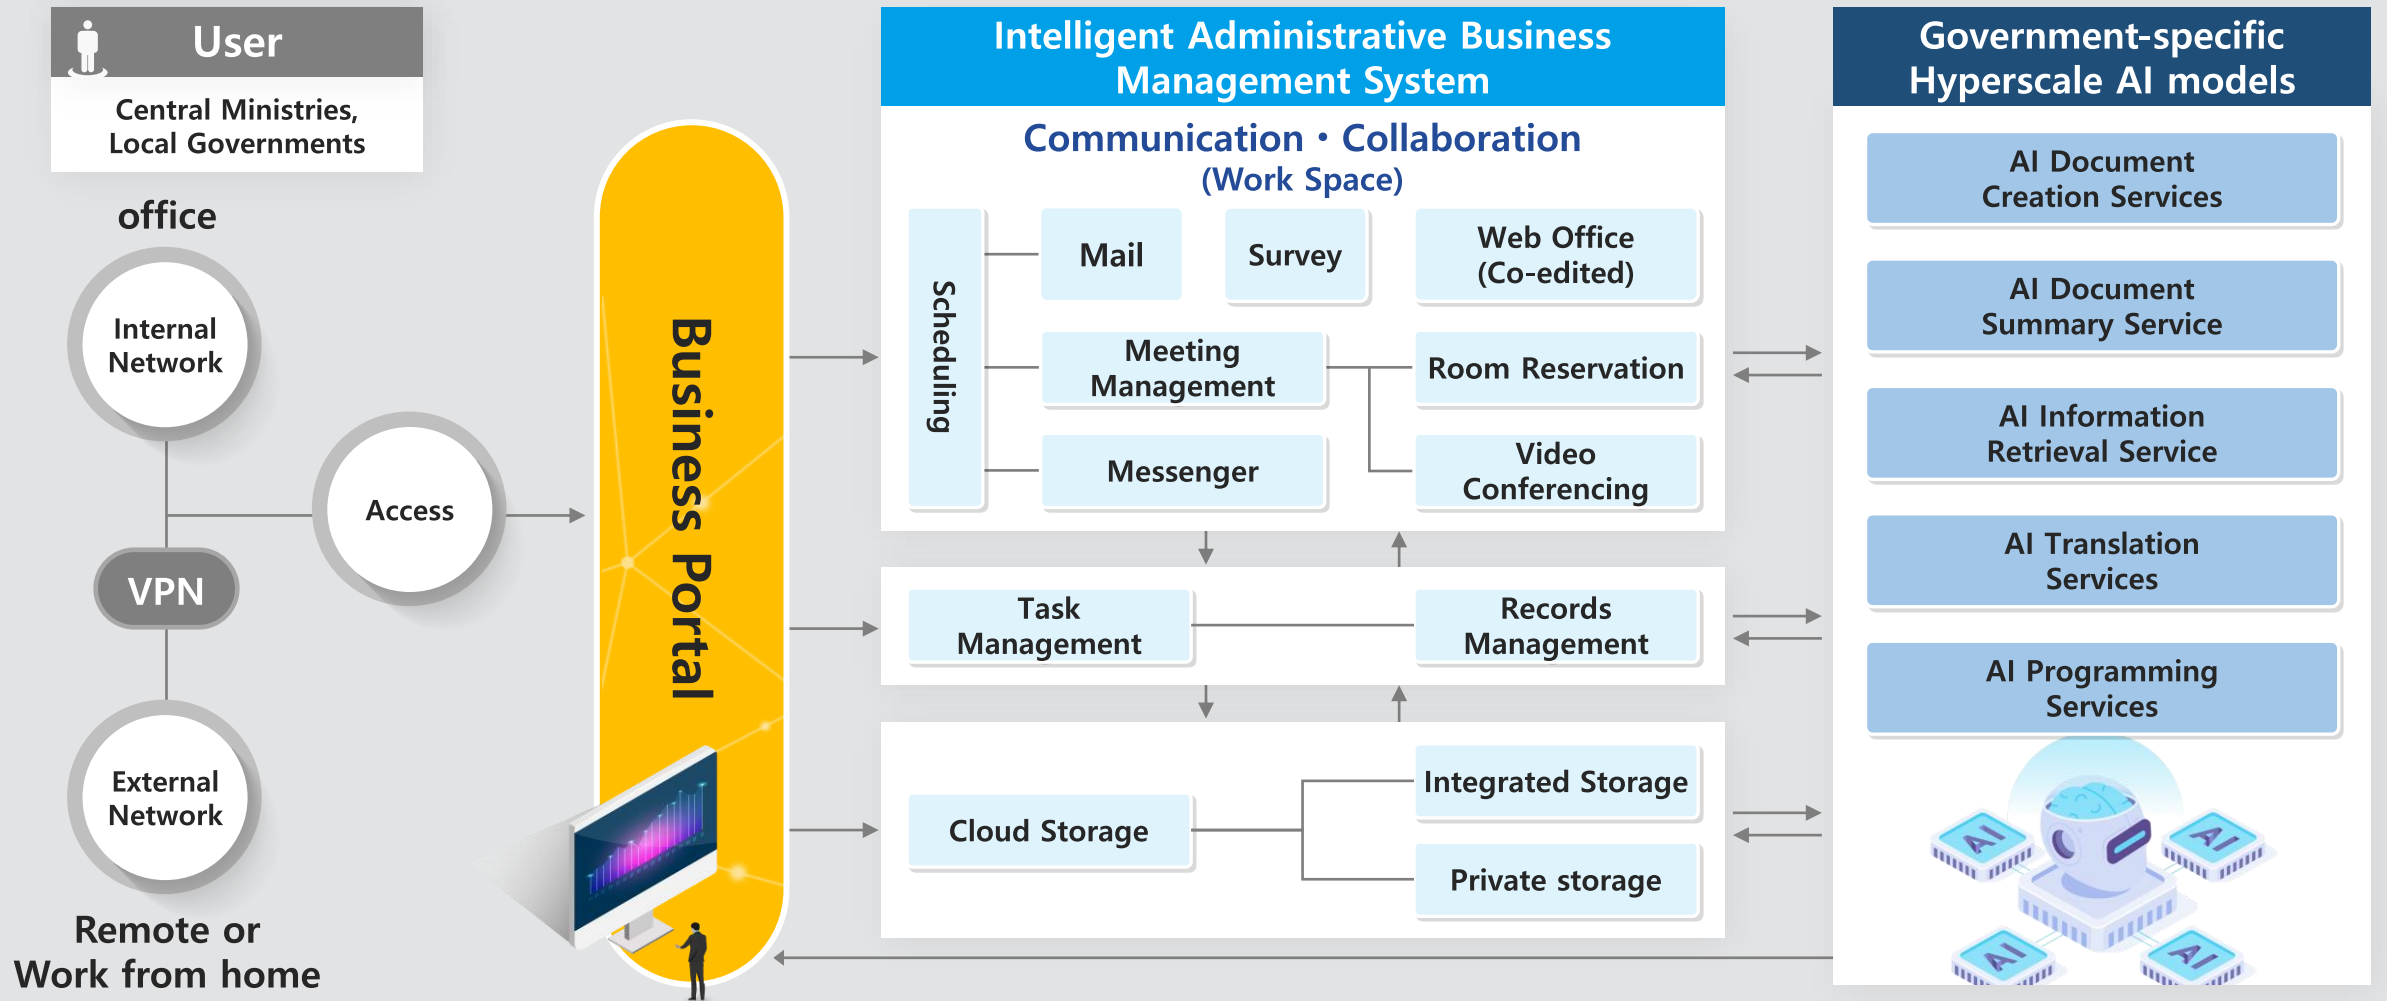 User
Central Ministries,
Local Governments
office
Internal
Network
Access
VPN
External
Network
Remote or
Work from home
Business Portal
Intelligent Administrative Business
Management System
Communication・Collaboration
(Work Space)
Scheduling
Mail
Survey
Web Office
(Co-edited)
Meeting
Management
Room Reservation
Messenger
Video
Conferencing
Task
Management
Records
Management
Cloud Storage
Integrated Storage
Private storage
Government-specific
Hyperscale AI models
AI Document
Creation Services
AI Document
Summary Service
AI Information
Retrieval Service
AI Translation
Services
AI Programming
Services
AI
AI
AI
AI